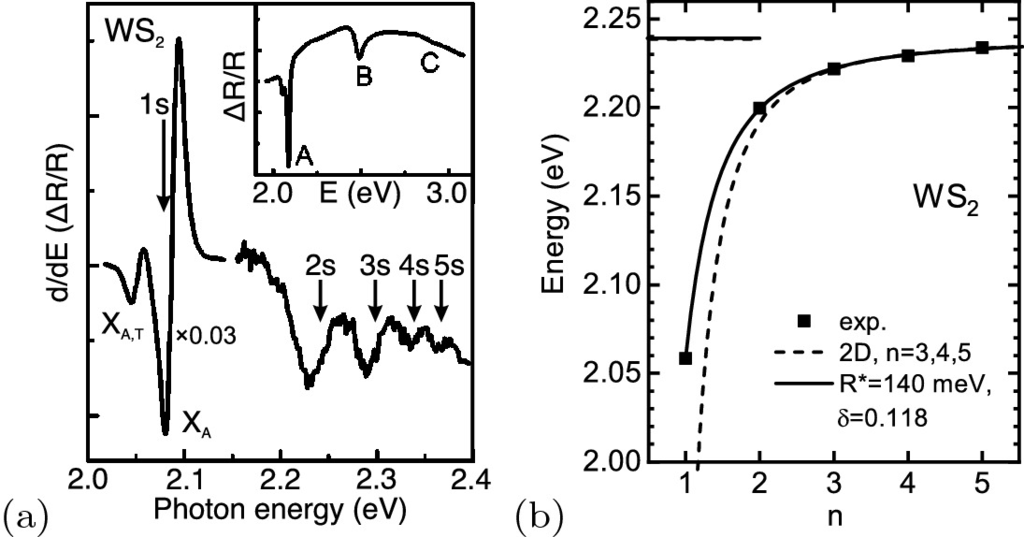 WS₂
1s
X_A,T
×0.03
X_A
2s 3s 4s 5s
d/dE (ΔR/R)
2.0 2.1 2.2 2.3 2.4
Photon energy (eV)
(a)
ΔR/R
A
B
C
2.0 E (eV) 3.0
2.25
2.20
2.15
2.10
2.05
2.00
Energy (eV)
WS₂
exp.
2D, n=3,4,5
R*=140 meV,
δ=0.118
1 2 3 4 5
n
(b)